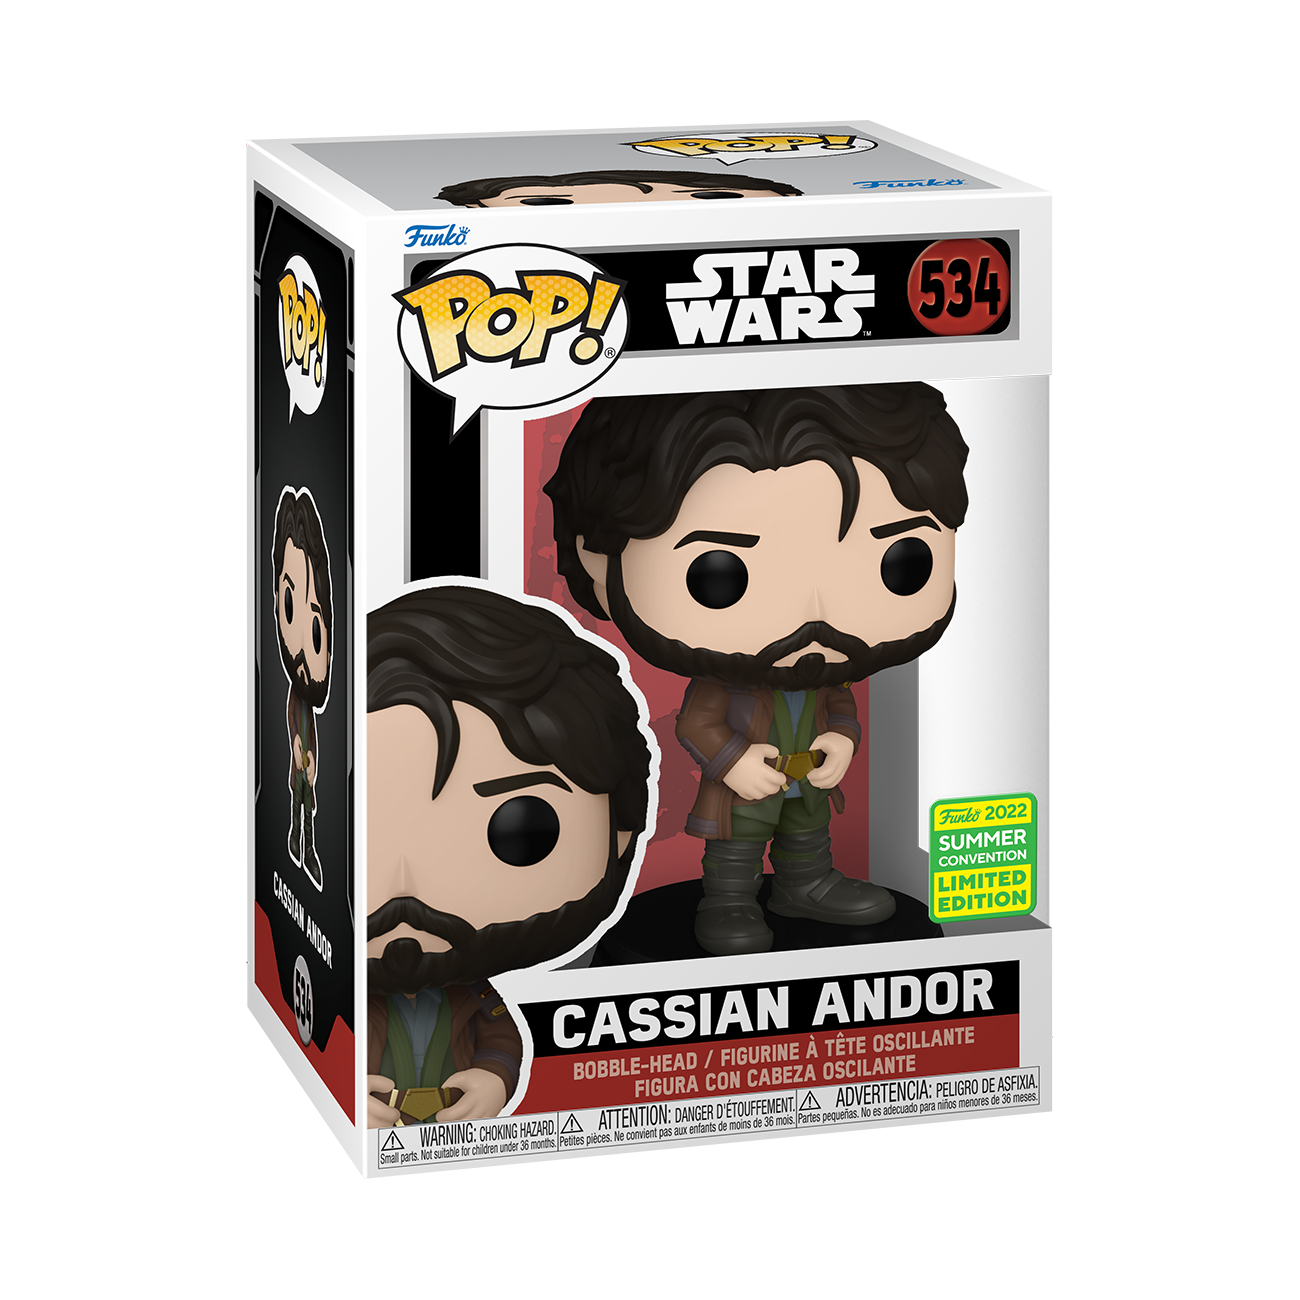 POP!
Funko
Funko
POP!®
STAR
WARS™
534
POP!®
CASSIAN ANDOR
534
Funko 2022
SUMMER
CONVENTION
LIMITED
EDITION
CASSIAN ANDOR
BOBBLE-HEAD / FIGURINE À TÊTE OSCILLANTE
FIGURA CON CABEZA OSCILANTE
WARNING: CHOKING HAZARD.
Small parts. Not suitable for children under 36 months.
ATTENTION: DANGER D'ÉTOUFFEMENT.
Petites pièces. Ne convient pas aux enfants de moins de 36 mois.
ADVERTENCIA: PELIGRO DE ASFIXIA.
Partes pequeñas. No es adecuado para niños menores de 36 meses.